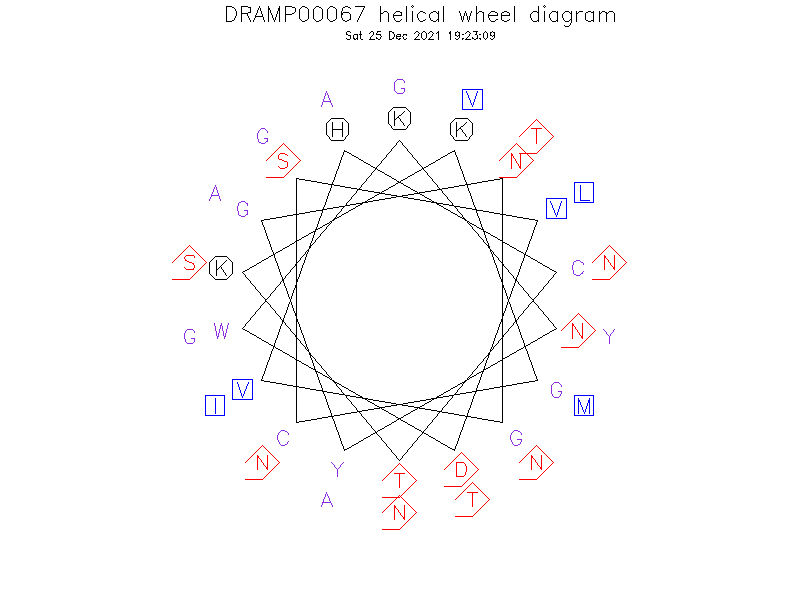 DRAMP00067 helical wheel diagram
Sat 25 Dec 2021 19:23:09
G
A V
K
H K
G T
S N
A L
G V
S K C N
G W N Y
I V G M
C G
N N
Y D
A T T
N